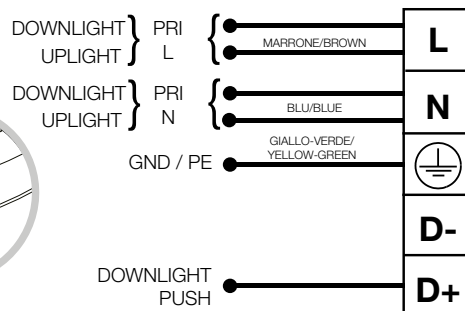 DOWNLIGHT } PRI { MARRONE/BROWN L
UPLIGHT L
DOWNLIGHT } PRI { BLU/BLUE N
UPLIGHT N
GIALLO-VERDE/
YELLOW-GREEN
GND / PE
D-
DOWNLIGHT
PUSH
D+